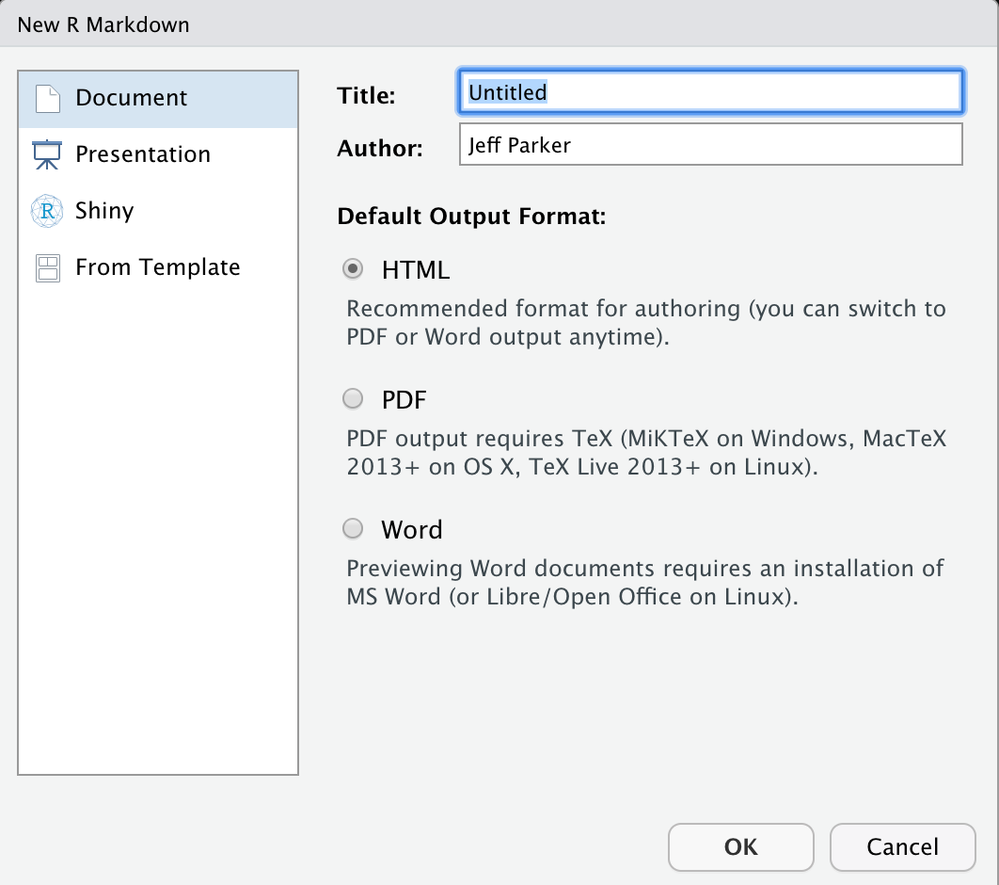 New R Markdown
Document
Presentation
R
Shiny
From Template
Title:
Untitled
Author:
Jeff Parker
Default Output Format:
HTML
Recommended format for authoring (you can switch to
PDF or Word output anytime).
PDF
PDF output requires TeX (MiKTeX on Windows, MacTeX
2013+ on OS X, TeX Live 2013+ on Linux).
Word
Previewing Word documents requires an installation of
MS Word (or Libre/Open Office on Linux).
OK
Cancel